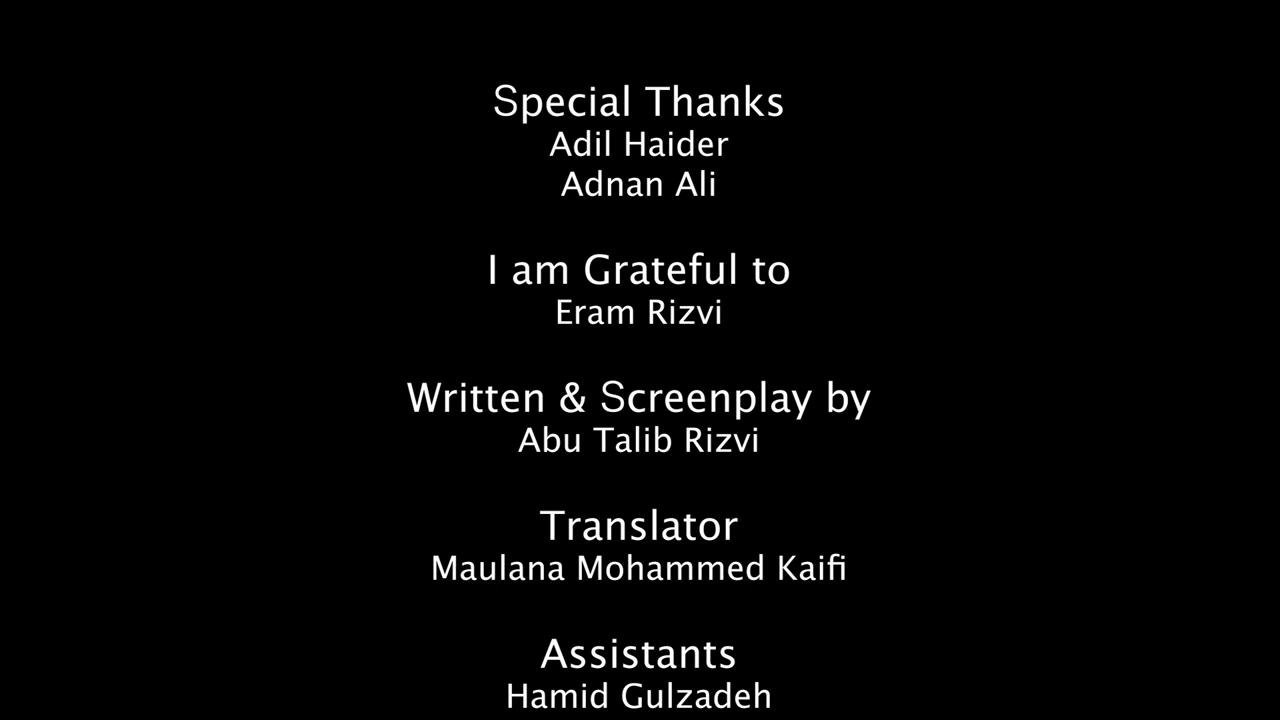 Special Thanks
Adil Haider
Adnan Ali
I am Grateful to
Eram Rizvi
Written & Screenplay by
Abu Talib Rizvi
Translator
Maulana Mohammed Kaifi
Assistants
Hamid Gulzadeh